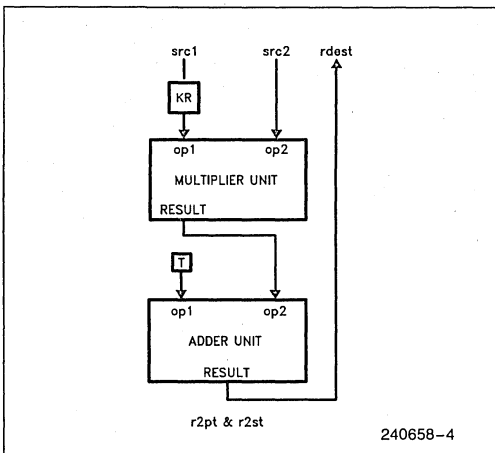 src1 src2 rdest
KR
op1 op2
MULTIPLIER UNIT
RESULT
T
op1 op2
ADDER UNIT
RESULT
r2pt & r2st
240658-4